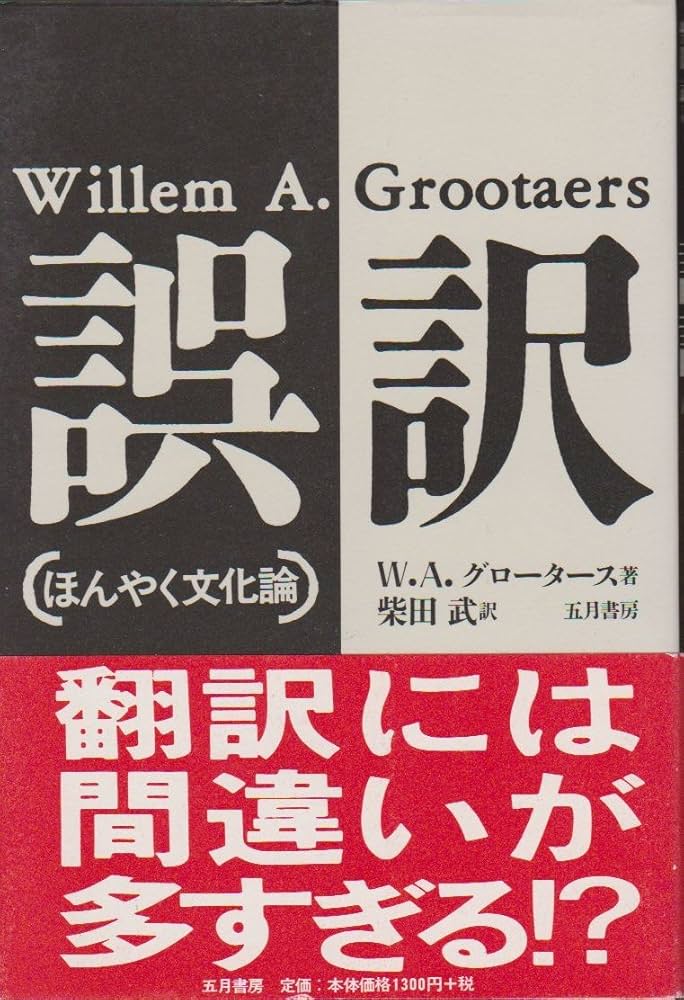 Willem A. Grootaers
誤訳
(ほんやく文化論)
W.A.グロータース著
柴田 武訳 五月書房
翻訳には
間違いが
多すぎる!?
五月書房 定価:本体価格1300円+税